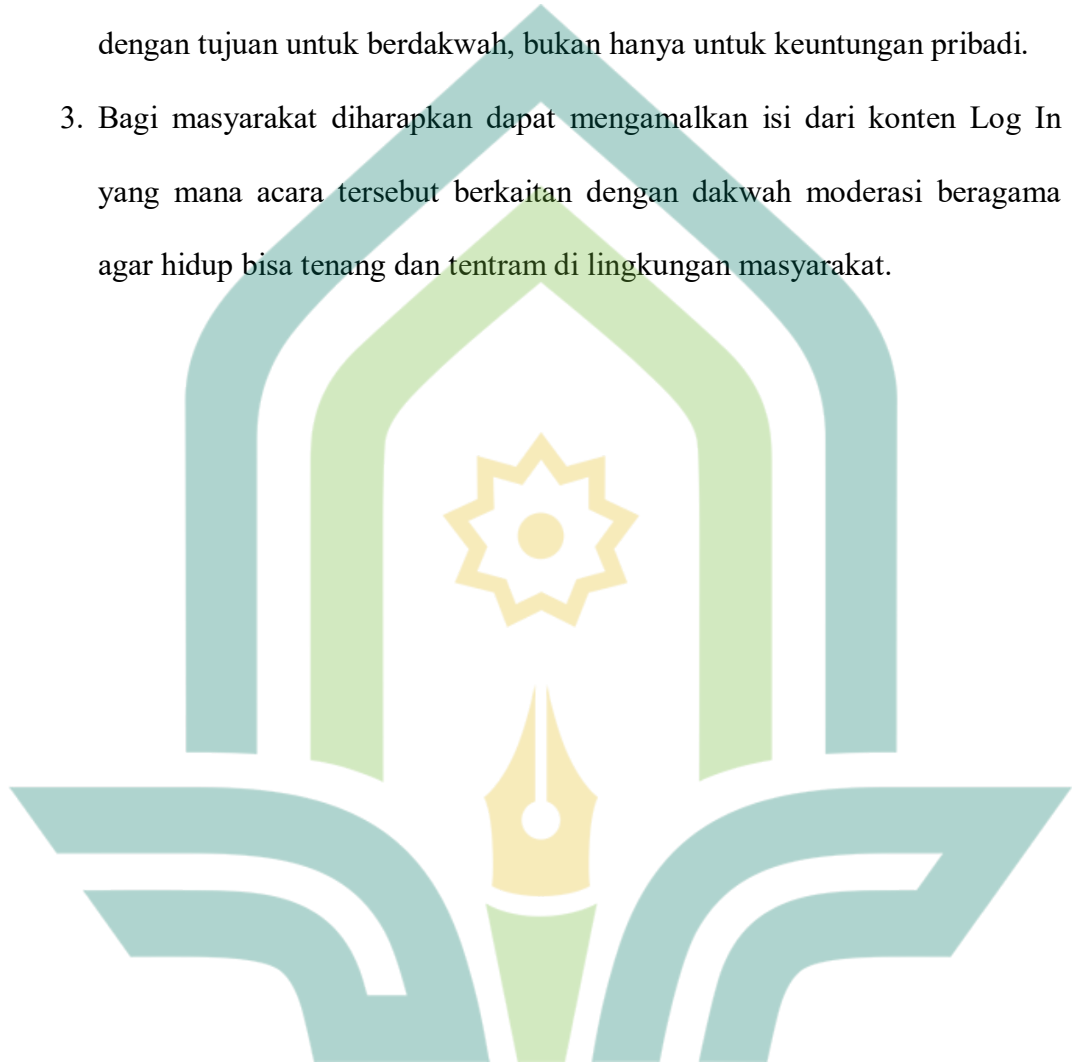 dengan tujuan untuk berdakwah, bukan hanya untuk keuntungan pribadi.
3. Bagi masyarakat diharapkan dapat mengamalkan isi dari konten Log In
yang mana acara tersebut berkaitan dengan dakwah moderasi beragama
agar hidup bisa tenang dan tentram di lingkungan masyarakat.